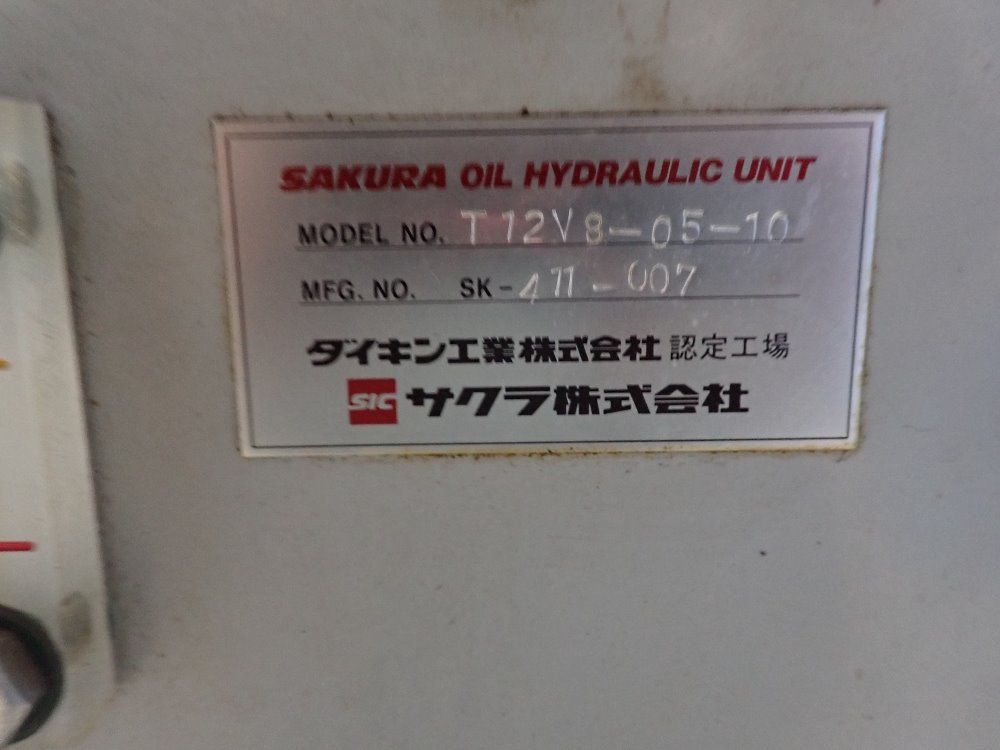 SAKURA OIL HYDRAULIC UNIT
MODEL NO. T12V8-05-10
MFG. NO. SK-411-007
ダイキン工業株式会社 認定工場
SIC サクラ株式会社